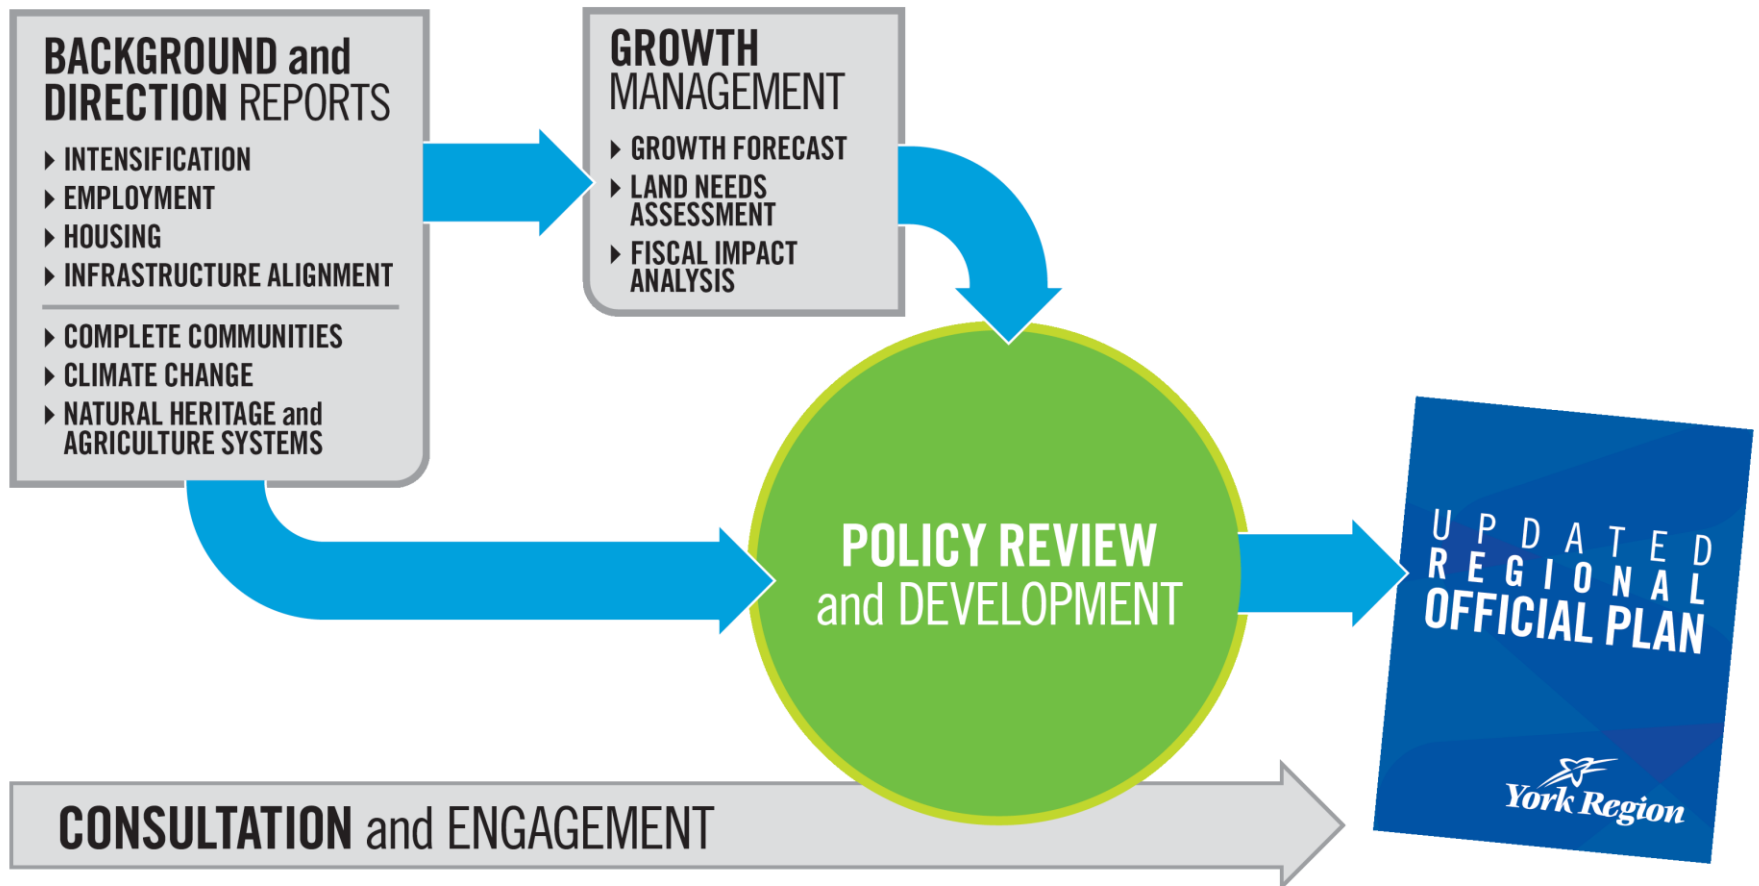 BACKGROUND and
DIRECTION REPORTS
INTENSIFICATION
EMPLOYMENT
HOUSING
INFRASTRUCTURE ALIGNMENT
COMPLETE COMMUNITIES
CLIMATE CHANGE
NATURAL HERITAGE and
AGRICULTURE SYSTEMS
GROWTH
MANAGEMENT
GROWTH FORECAST
LAND NEEDS
ASSESSMENT
FISCAL IMPACT
ANALYSIS
POLICY REVIEW
and DEVELOPMENT
UPDATED
REGIONAL
OFFICIAL PLAN
York Region
CONSULTATION and ENGAGEMENT